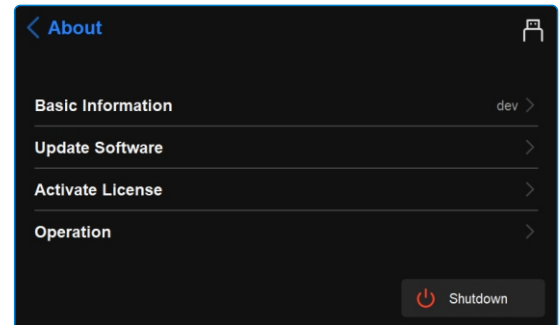 About
Basic Information dev
Update Software
Activate License
Operation
Shutdown